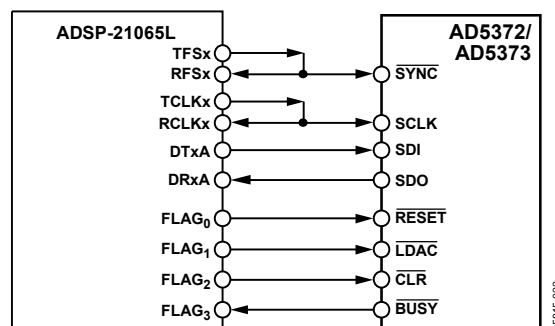 ADSP-21065L
AD5372/
AD5373
TFSx
RFSx
SYNC
TCLKx
RCLKx
SCLK
DTxA
SDI
DRxA
SDO
FLAG0
RESET
FLAG1
LDAC
FLAG2
CLR
FLAG3
BUSY